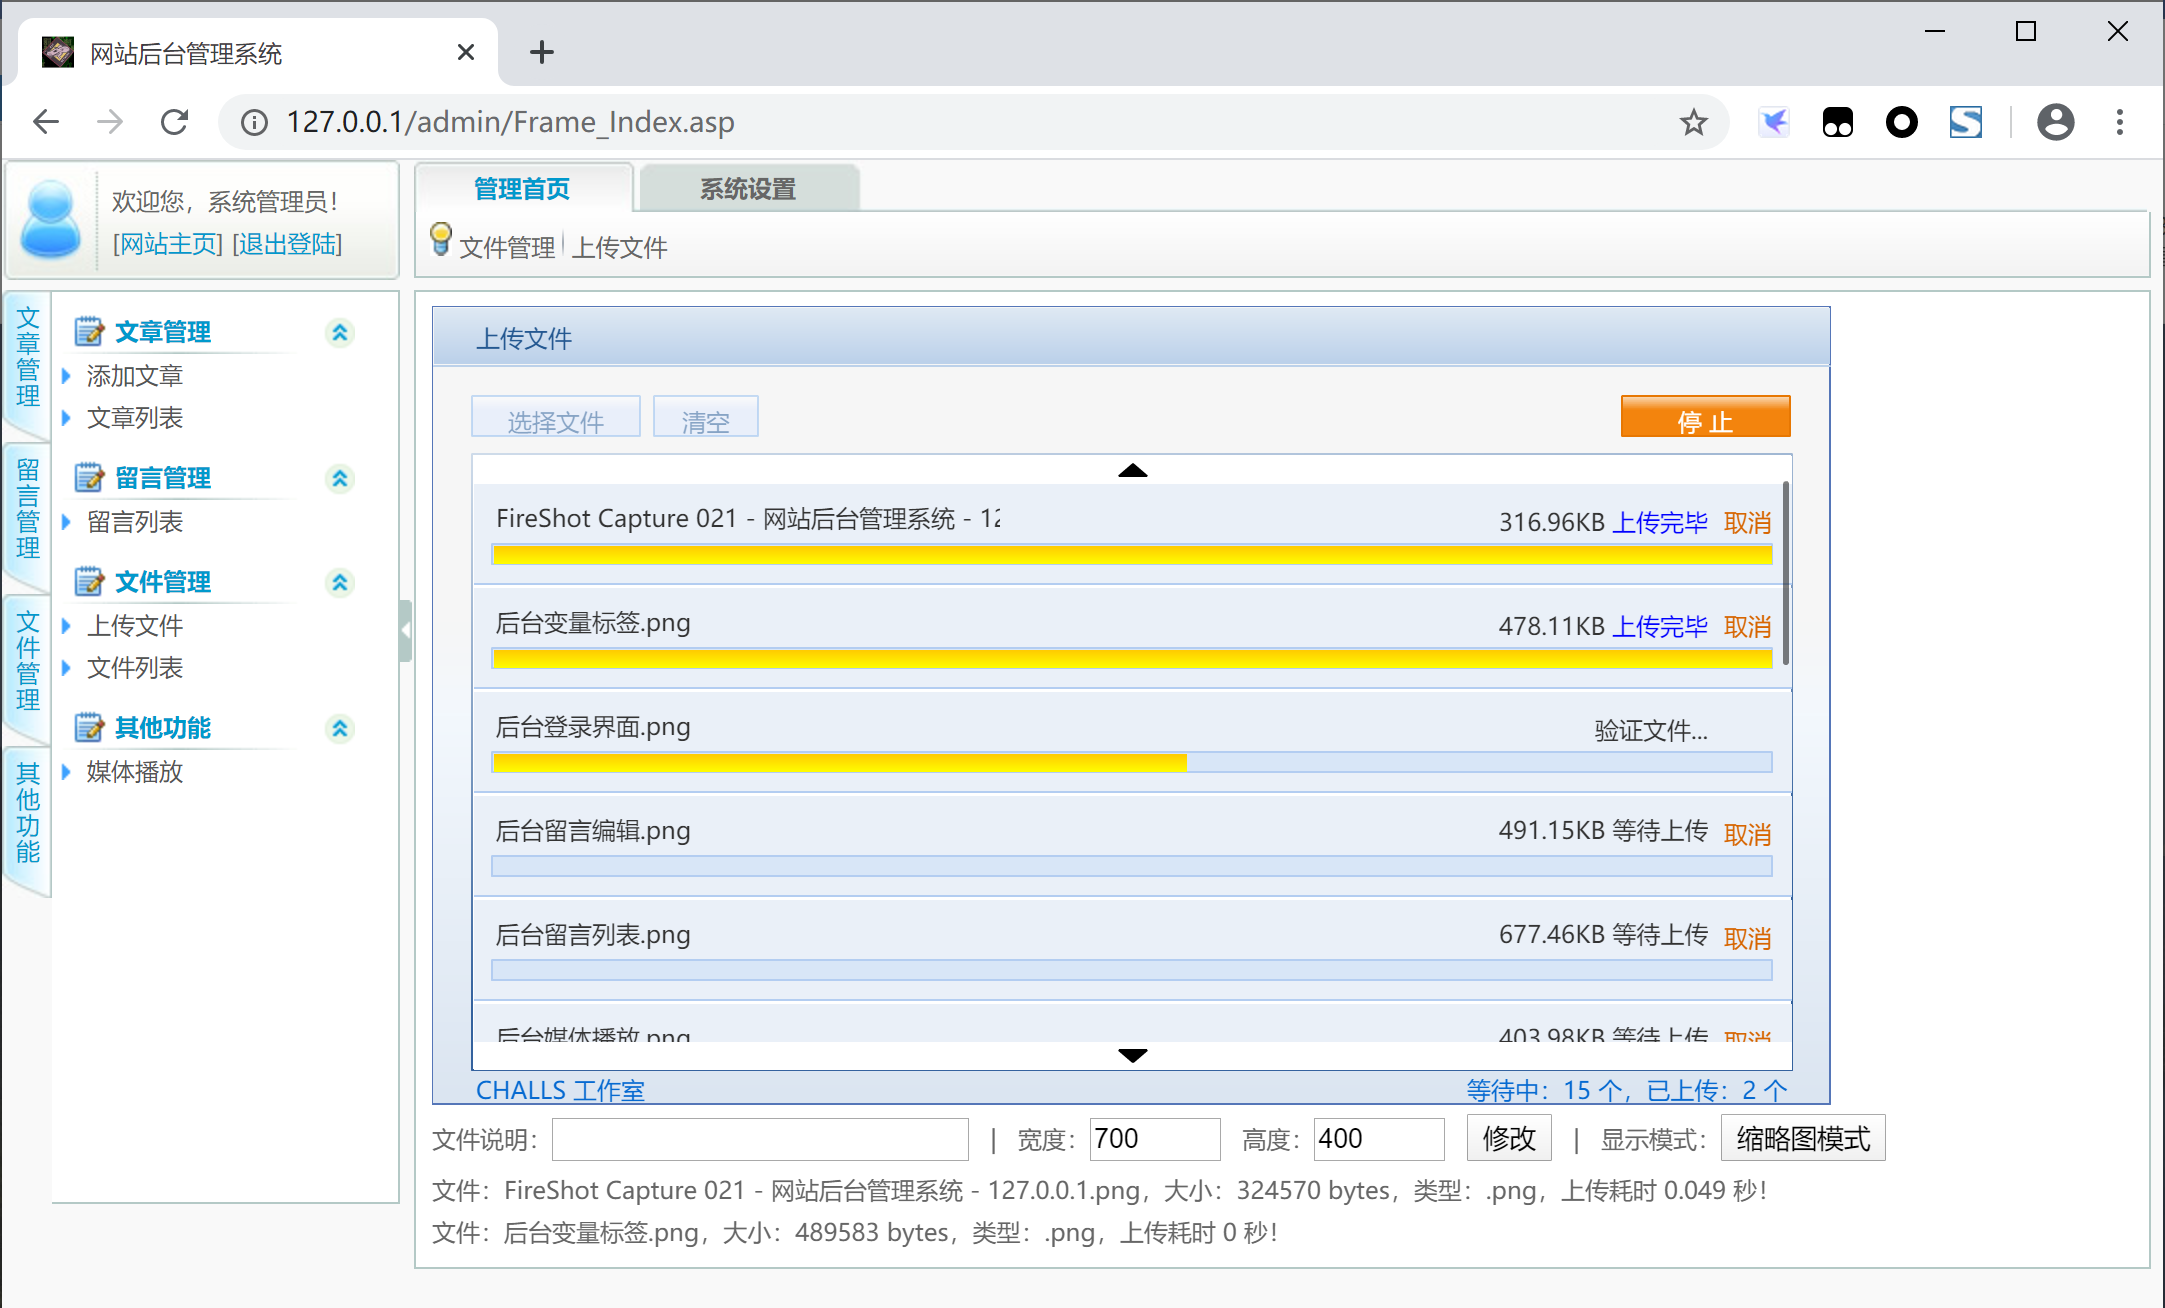 网站后台管理系统
127.0.0.1/admin/Frame_Index.asp
欢迎您，系统管理员！
[网站主页] [退出登陆]
管理首页
系统设置
文件管理 上传文件
文章管理
留言管理
文件管理
其他功能
文章管理
添加文章
文章列表
留言管理
留言列表
文件管理
上传文件
文件列表
其他功能
媒体播放
上传文件
选择文件 清空 停 止
FireShot Capture 021 - 网站后台管理系统 - 12 316.96KB 上传完毕 取消
后台变量标签.png 478.11KB 上传完毕 取消
后台登录界面.png 验证文件...
后台留言编辑.png 491.15KB 等待上传 取消
后台留言列表.png 677.46KB 等待上传 取消
后台媒体播放.png 403.98KB 等待上传 取消
CHALLS 工作室 等待中：15 个，已上传：2 个
文件说明： | 宽度：700 高度：400 修改 | 显示模式：缩略图模式
文件：FireShot Capture 021 - 网站后台管理系统 - 127.0.0.1.png，大小：324570 bytes，类型：.png，上传耗时 0.049 秒！
文件：后台变量标签.png，大小：489583 bytes，类型：.png，上传耗时 0 秒！